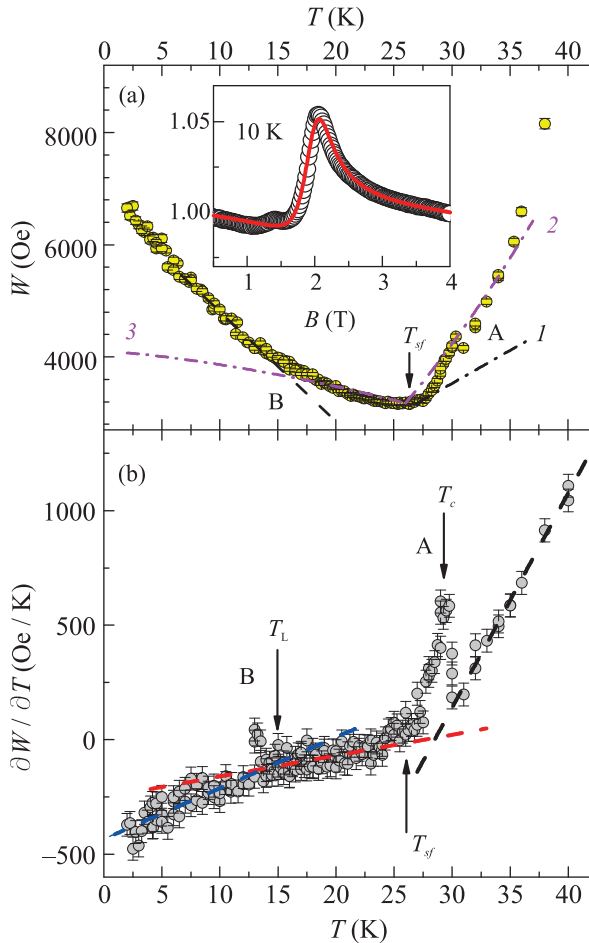 T (K)
0 5 10 15 20 25 30 35 40
(a)
10 K
1.05
1.00
0 1 2 3 4
B (T)
8000
6000
4000
W (Oe)
2
T_sf
A
1
3
B
(b)
T_c
A
T_L
B
1000
500
0
–500
∂W / ∂T (Oe / K)
T_sf
0 5 10 15 20 25 30 35 40
T (K)